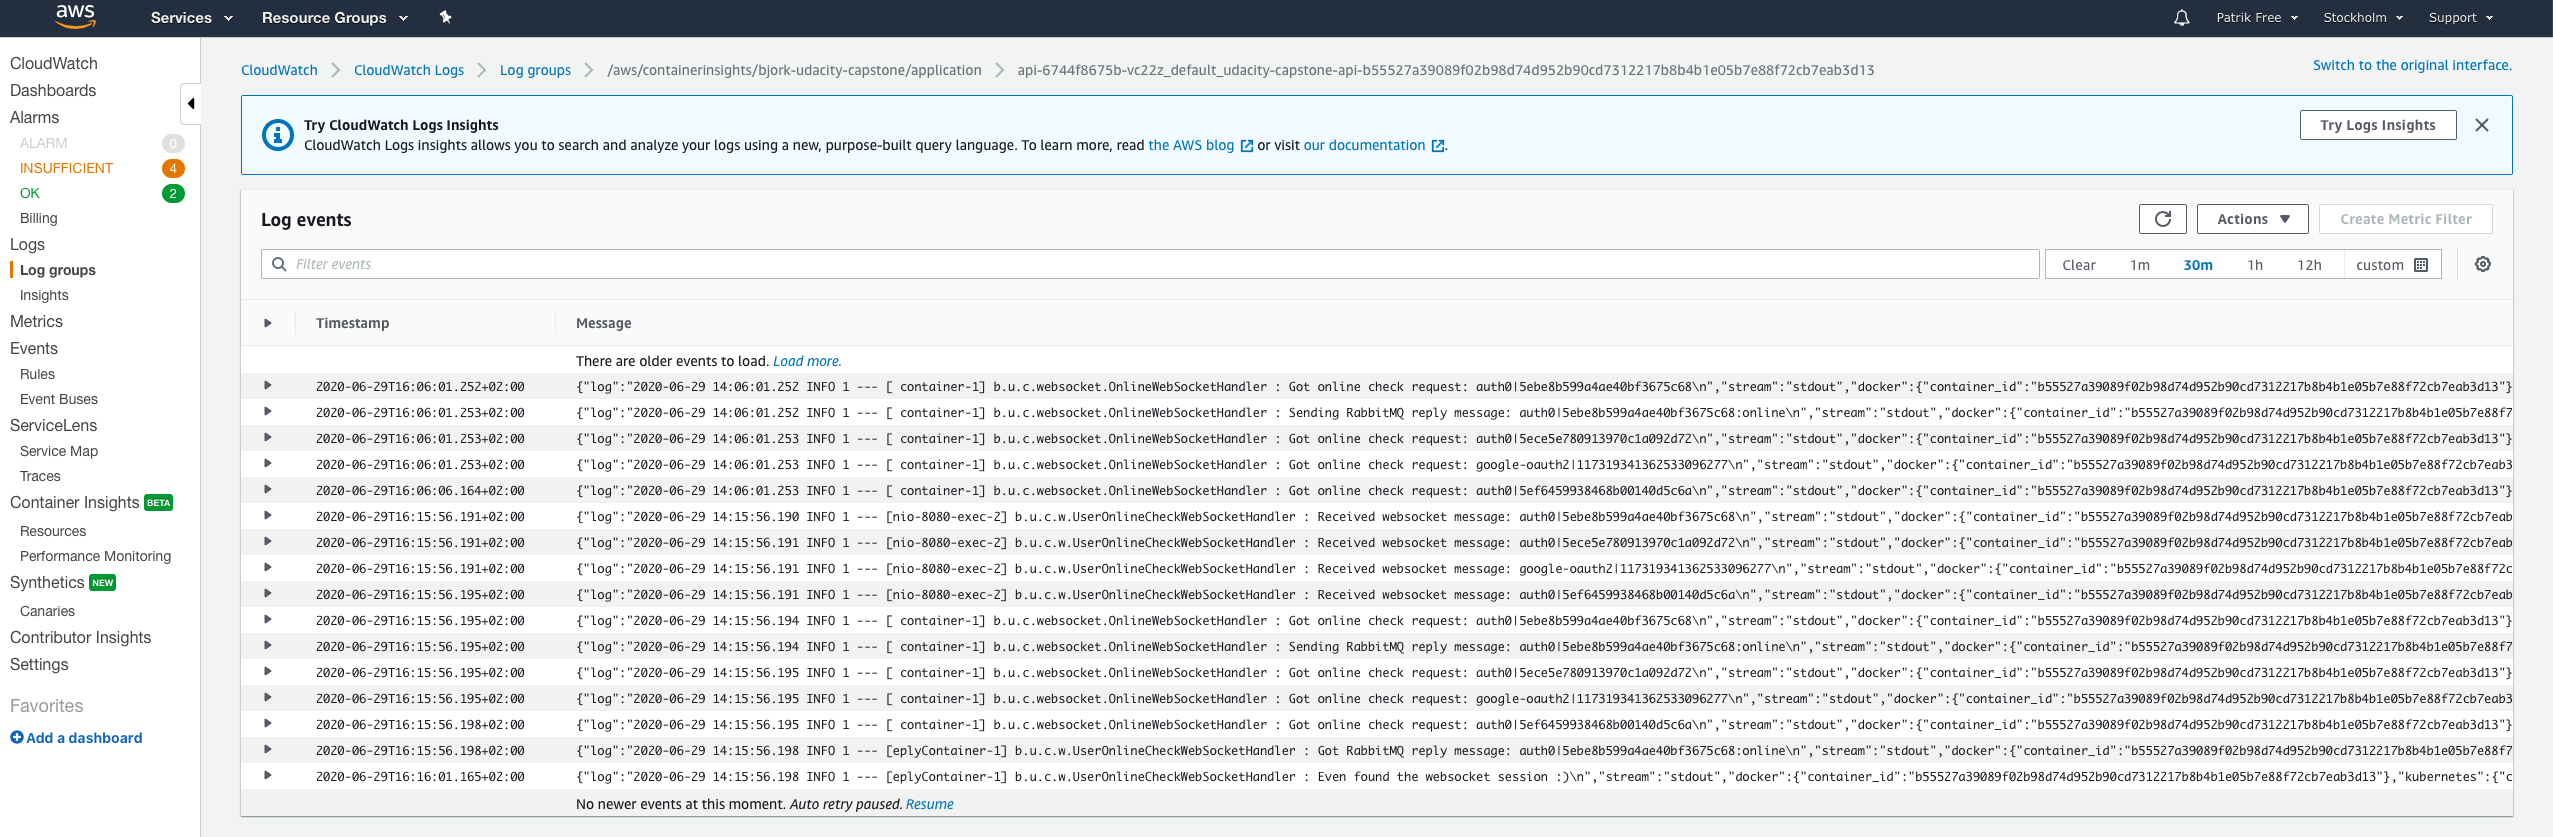 aws Services Resource Groups Patrik Free Stockholm Support
CloudWatch
Dashboards
Alarms
ALARM 0
INSUFFICIENT 4
OK 2
Billing
Logs
Log groups
Insights
Metrics
Events
Rules
Event Buses
ServiceLens
Service Map
Traces
Container Insights BETA
Resources
Performance Monitoring
Synthetics NEW
Canaries
Contributor Insights
Settings
Favorites
Add a dashboard
CloudWatch CloudWatch Logs Log groups /aws/containerinsights/bjork-udacity-capstone/application api-6744f8675b-vc22z_default_udacity-capstone-api-b55527a39089f02b98d74d952b90cd7312217b8b4b1e05b7e88f72cb7eab3d13
Switch to the original interface.
Try CloudWatch Logs Insights
CloudWatch Logs insights allows you to search and analyze your logs using a new, purpose-built query language. To learn more, read the AWS blog or visit our documentation.
Try Logs Insights
Log events
Actions Create Metric Filter
Filter events Clear 1m 30m 1h 12h custom
Timestamp Message
There are older events to load. Load more.
2020-06-29T16:06:01.252+02:00 {"log":"2020-06-29 14:06:01.252 INFO 1 --- [ container-1] b.u.c.websocket.OnlineWebSocketHandler : Got online check request: auth0|5ebe8b599a4ae40bf3675c68\n","stream":"stdout","docker":{"container_id":"b55527a39089f02b98d74d952b90cd7312217b8b4b1e05b7e88f72cb7eab3d13"}
2020-06-29T16:06:01.253+02:00 {"log":"2020-06-29 14:06:01.252 INFO 1 --- [ container-1] b.u.c.websocket.OnlineWebSocketHandler : Sending RabbitMQ reply message: auth0|5ebe8b599a4ae40bf3675c68:online\n","stream":"stdout","docker":{"container_id":"b55527a39089f02b98d74d952b90cd7312217b8b4b1e05b7e88f7
2020-06-29T16:06:01.253+02:00 {"log":"2020-06-29 14:06:01.253 INFO 1 --- [ container-1] b.u.c.websocket.OnlineWebSocketHandler : Got online check request: auth0|5ece5e780913970c1a092d72\n","stream":"stdout","docker":{"container_id":"b55527a39089f02b98d74d952b90cd7312217b8b4b1e05b7e88f72cb7eab3d13"}
2020-06-29T16:06:01.253+02:00 {"log":"2020-06-29 14:06:01.253 INFO 1 --- [ container-1] b.u.c.websocket.OnlineWebSocketHandler : Got online check request: google-oauth2|117319341362533096277\n","stream":"stdout","docker":{"container_id":"b55527a39089f02b98d74d952b90cd7312217b8b4b1e05b7e88f72cb7eab3
2020-06-29T16:06:06.164+02:00 {"log":"2020-06-29 14:06:01.253 INFO 1 --- [ container-1] b.u.c.websocket.OnlineWebSocketHandler : Got online check request: auth0|5ef6459938468b00140d5c6a\n","stream":"stdout","docker":{"container_id":"b55527a39089f02b98d74d952b90cd7312217b8b4b1e05b7e88f72cb7eab3d13"}
2020-06-29T16:15:56.191+02:00 {"log":"2020-06-29 14:15:56.190 INFO 1 --- [nio-8080-exec-2] b.u.c.w.UserOnlineCheckWebSocketHandler : Received websocket message: auth0|5ebe8b599a4ae40bf3675c68\n","stream":"stdout","docker":{"container_id":"b55527a39089f02b98d74d952b90cd7312217b8b4b1e05b7e88f72cb7eab
2020-06-29T16:15:56.191+02:00 {"log":"2020-06-29 14:15:56.191 INFO 1 --- [nio-8080-exec-2] b.u.c.w.UserOnlineCheckWebSocketHandler : Received websocket message: auth0|5ece5e780913970c1a092d72\n","stream":"stdout","docker":{"container_id":"b55527a39089f02b98d74d952b90cd7312217b8b4b1e05b7e88f72cb7eab
2020-06-29T16:15:56.191+02:00 {"log":"2020-06-29 14:15:56.191 INFO 1 --- [nio-8080-exec-2] b.u.c.w.UserOnlineCheckWebSocketHandler : Received websocket message: google-oauth2|117319341362533096277\n","stream":"stdout","docker":{"container_id":"b55527a39089f02b98d74d952b90cd7312217b8b4b1e05b7e88f72c
2020-06-29T16:15:56.195+02:00 {"log":"2020-06-29 14:15:56.191 INFO 1 --- [nio-8080-exec-2] b.u.c.w.UserOnlineCheckWebSocketHandler : Received websocket message: auth0|5ef6459938468b00140d5c6a\n","stream":"stdout","docker":{"container_id":"b55527a39089f02b98d74d952b90cd7312217b8b4b1e05b7e88f72cb7eab
2020-06-29T16:15:56.195+02:00 {"log":"2020-06-29 14:15:56.194 INFO 1 --- [ container-1] b.u.c.websocket.OnlineWebSocketHandler : Got online check request: auth0|5ebe8b599a4ae40bf3675c68\n","stream":"stdout","docker":{"container_id":"b55527a39089f02b98d74d952b90cd7312217b8b4b1e05b7e88f72cb7eab3d13"}
2020-06-29T16:15:56.195+02:00 {"log":"2020-06-29 14:15:56.194 INFO 1 --- [ container-1] b.u.c.websocket.OnlineWebSocketHandler : Sending RabbitMQ reply message: auth0|5ebe8b599a4ae40bf3675c68:online\n","stream":"stdout","docker":{"container_id":"b55527a39089f02b98d74d952b90cd7312217b8b4b1e05b7e88f7
2020-06-29T16:15:56.195+02:00 {"log":"2020-06-29 14:15:56.195 INFO 1 --- [ container-1] b.u.c.websocket.OnlineWebSocketHandler : Got online check request: auth0|5ece5e780913970c1a092d72\n","stream":"stdout","docker":{"container_id":"b55527a39089f02b98d74d952b90cd7312217b8b4b1e05b7e88f72cb7eab3d13"}
2020-06-29T16:15:56.195+02:00 {"log":"2020-06-29 14:15:56.195 INFO 1 --- [ container-1] b.u.c.websocket.OnlineWebSocketHandler : Got online check request: google-oauth2|117319341362533096277\n","stream":"stdout","docker":{"container_id":"b55527a39089f02b98d74d952b90cd7312217b8b4b1e05b7e88f72cb7eab3
2020-06-29T16:15:56.198+02:00 {"log":"2020-06-29 14:15:56.195 INFO 1 --- [ container-1] b.u.c.websocket.OnlineWebSocketHandler : Got online check request: auth0|5ef6459938468b00140d5c6a\n","stream":"stdout","docker":{"container_id":"b55527a39089f02b98d74d952b90cd7312217b8b4b1e05b7e88f72cb7eab3d13"}
2020-06-29T16:15:56.198+02:00 {"log":"2020-06-29 14:15:56.198 INFO 1 --- [eplyContainer-1] b.u.c.w.UserOnlineCheckWebSocketHandler : Got RabbitMQ reply message: auth0|5ebe8b599a4ae40bf3675c68:online\n","stream":"stdout","docker":{"container_id":"b55527a39089f02b98d74d952b90cd7312217b8b4b1e05b7e88f7
2020-06-29T16:16:01.165+02:00 {"log":"2020-06-29 14:15:56.198 INFO 1 --- [eplyContainer-1] b.u.c.w.UserOnlineCheckWebSocketHandler : Even found the websocket session :)\n","stream":"stdout","docker":{"container_id":"b55527a39089f02b98d74d952b90cd7312217b8b4b1e05b7e88f72cb7eab3d13"},"kubernetes":{"c
No newer events at this moment. Auto retry paused. Resume